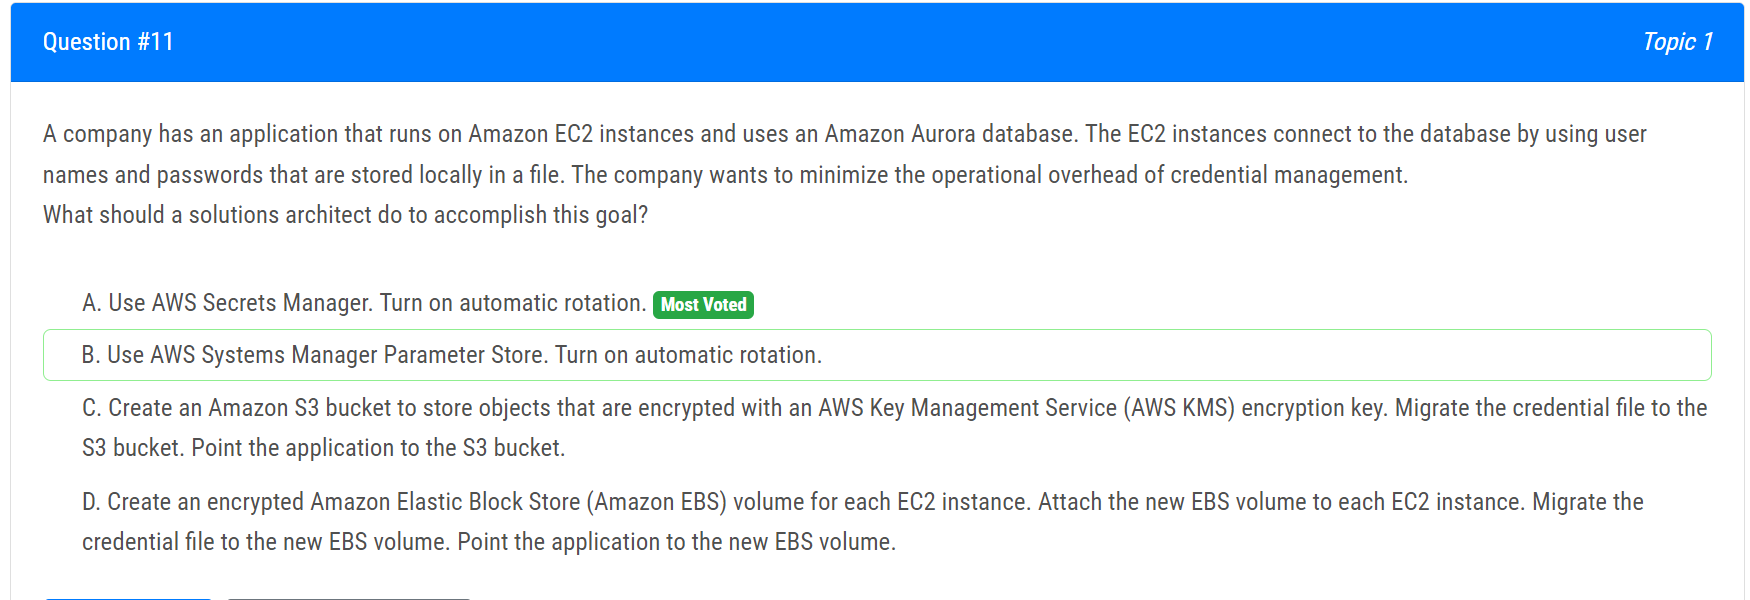 Question #11
Topic 1
A company has an application that runs on Amazon EC2 instances and uses an Amazon Aurora database. The EC2 instances connect to the database by using user
names and passwords that are stored locally in a file. The company wants to minimize the operational overhead of credential management.
What should a solutions architect do to accomplish this goal?
A. Use AWS Secrets Manager. Turn on automatic rotation. Most Voted
B. Use AWS Systems Manager Parameter Store. Turn on automatic rotation.
C. Create an Amazon S3 bucket to store objects that are encrypted with an AWS Key Management Service (AWS KMS) encryption key. Migrate the credential file to the
S3 bucket. Point the application to the S3 bucket.
D. Create an encrypted Amazon Elastic Block Store (Amazon EBS) volume for each EC2 instance. Attach the new EBS volume to each EC2 instance. Migrate the
credential file to the new EBS volume. Point the application to the new EBS volume.